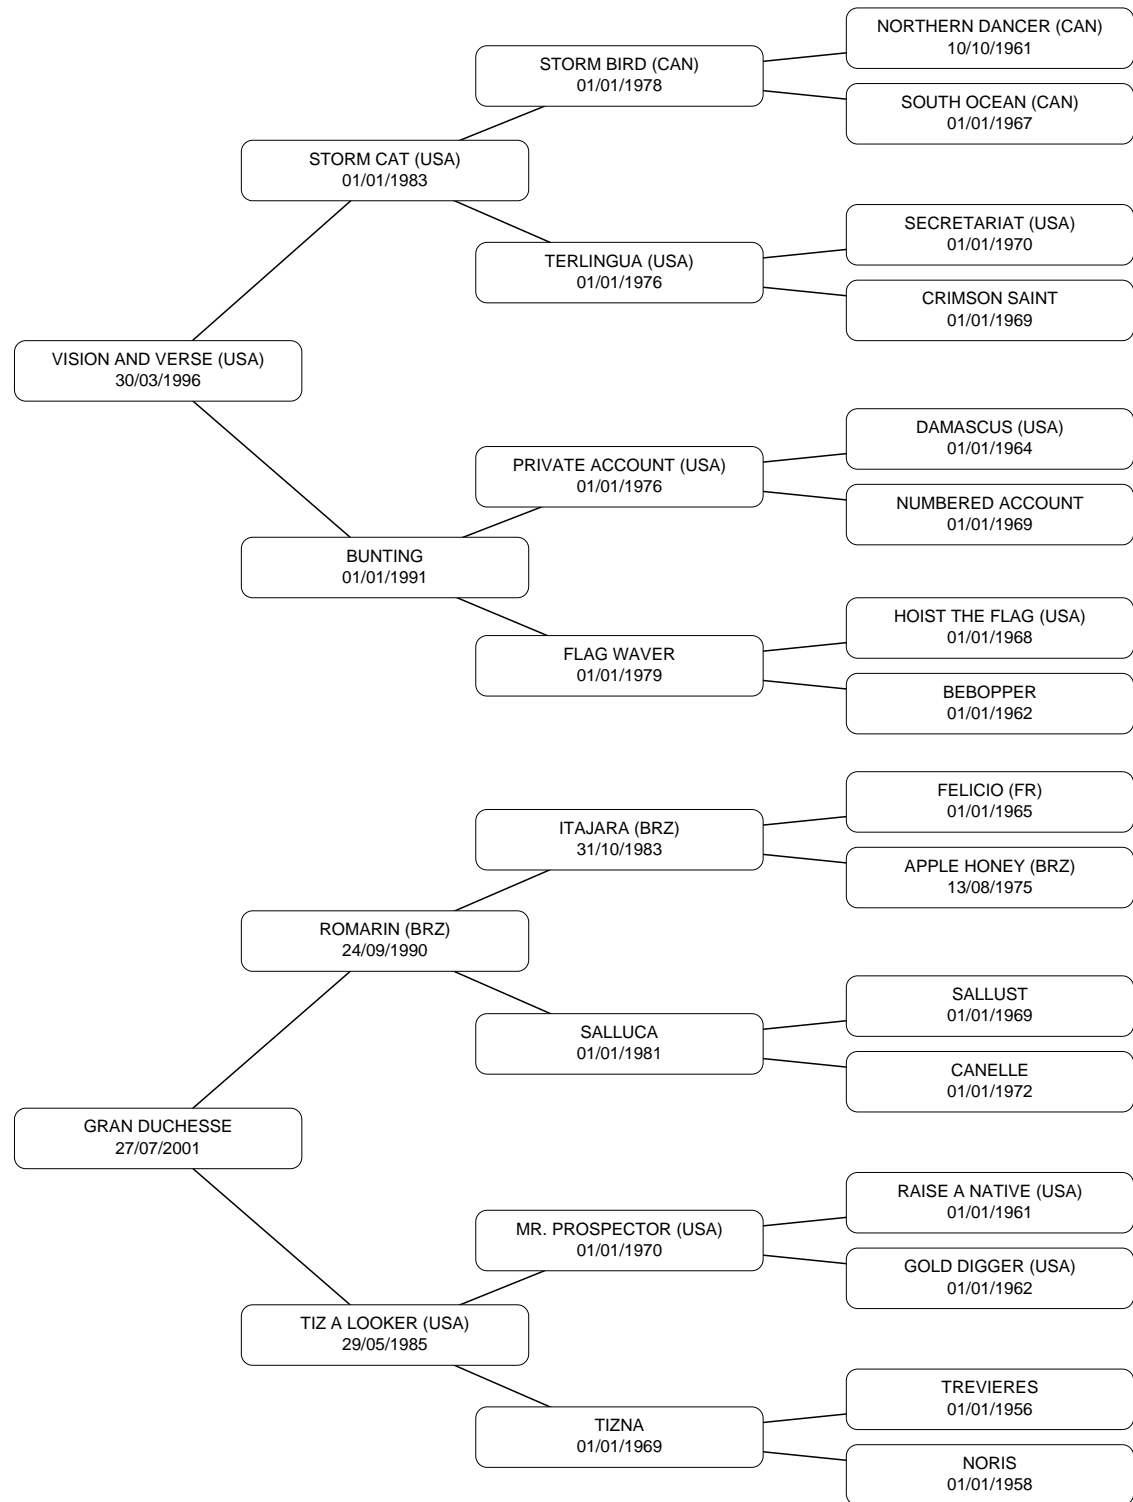 NORTHERN DANCER (CAN)
10/10/1961
STORM BIRD (CAN)
01/01/1978
SOUTH OCEAN (CAN)
01/01/1967
STORM CAT (USA)
01/01/1983
SECRETARIAT (USA)
01/01/1970
TERLINGUA (USA)
01/01/1976
CRIMSON SAINT
01/01/1969
VISION AND VERSE (USA)
30/03/1996
DAMASCUS (USA)
01/01/1964
PRIVATE ACCOUNT (USA)
01/01/1976
NUMBERED ACCOUNT
01/01/1969
BUNTING
01/01/1991
HOIST THE FLAG (USA)
01/01/1968
FLAG WAVER
01/01/1979
BEBOPPER
01/01/1962
FELICIO (FR)
01/01/1965
ITAJARA (BRZ)
31/10/1983
APPLE HONEY (BRZ)
13/08/1975
ROMARIN (BRZ)
24/09/1990
SALLUST
01/01/1969
SALLUCA
01/01/1981
CANELLE
01/01/1972
GRAN DUCHESSE
27/07/2001
RAISE A NATIVE (USA)
01/01/1961
MR. PROSPECTOR (USA)
01/01/1970
GOLD DIGGER (USA)
01/01/1962
TIZ A LOOKER (USA)
29/05/1985
TREVIERES
01/01/1956
TIZNA
01/01/1969
NORIS
01/01/1958